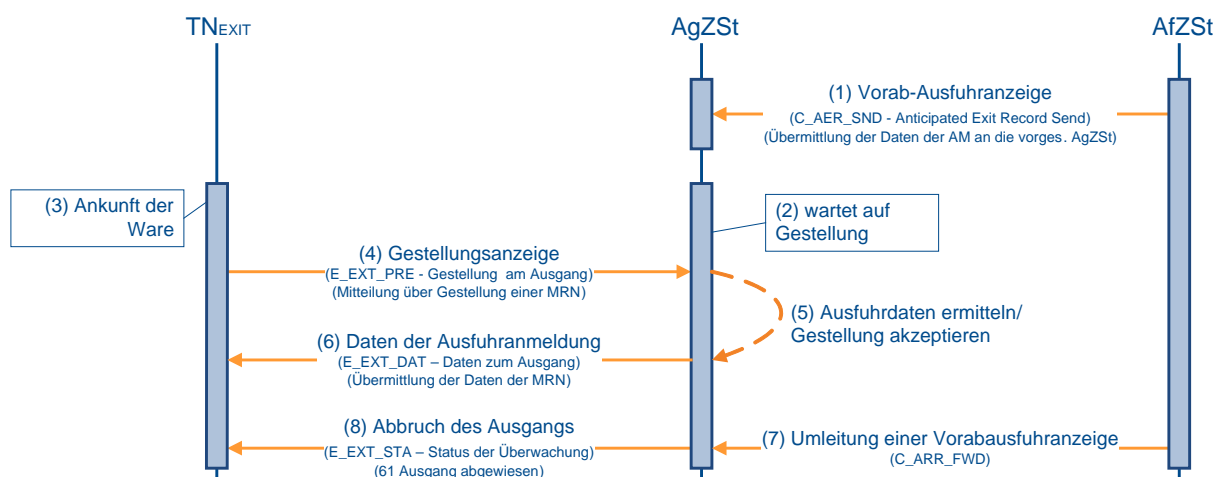 TNEXIT
AgZSt
AfZSt
(1) Vorab-Ausfuhranzeige
(C_AER_SND - Anticipated Exit Record Send)
(Übermittlung der Daten der AM an die vorges. AgZSt)
(3) Ankunft der
Ware
(2) wartet auf
Gestellung
(4) Gestellungsanzeige
(E_EXT_PRE - Gestellung am Ausgang)
(Mitteilung über Gestellung einer MRN)
(5) Ausfuhrdaten ermitteln/
Gestellung akzeptieren
(6) Daten der Ausfuhranmeldung
(E_EXT_DAT – Daten zum Ausgang)
(Übermittlung der Daten der MRN)
(8) Abbruch des Ausgangs
(E_EXT_STA – Status der Überwachung)
(61 Ausgang abgewiesen)
(7) Umleitung einer Vorabausfuhranzeige
(C_ARR_FWD)